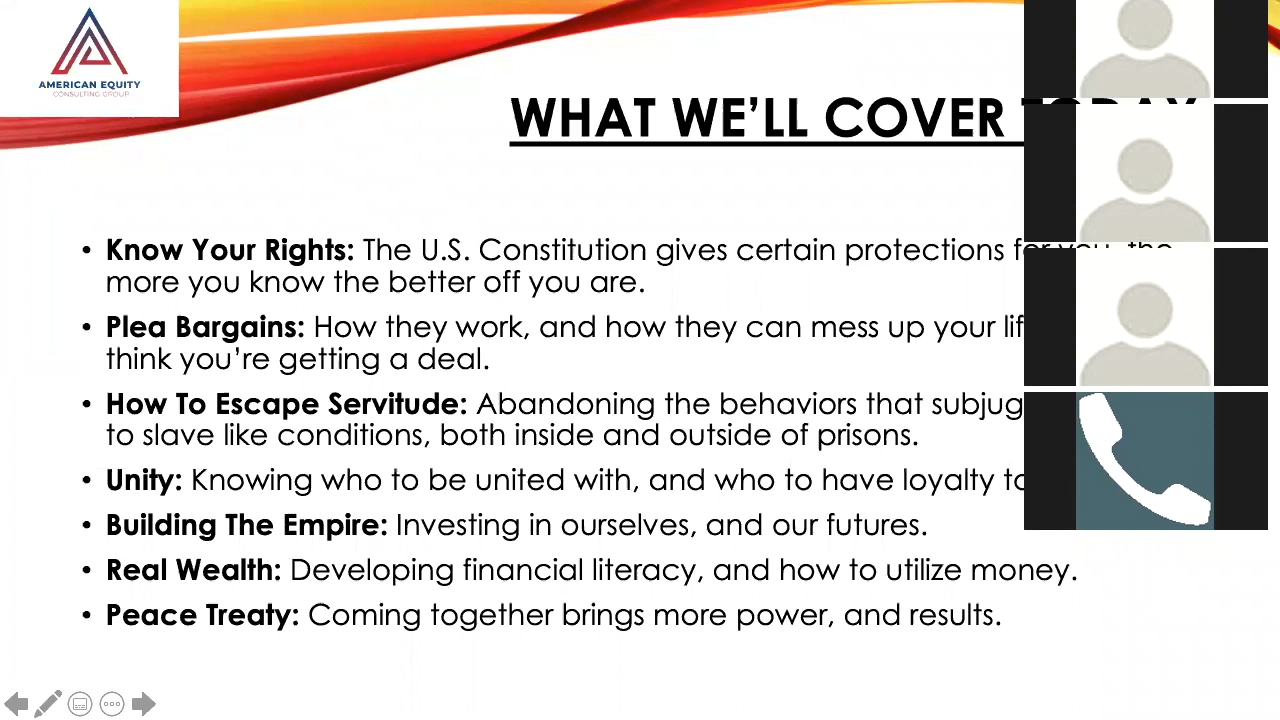 AMERICAN EQUITY
CONSULTING GROUP
WHAT WE’LL COVER
• Know Your Rights: The U.S. Constitution gives certain protections for you, the
more you know the better off you are.
• Plea Bargains: How they work, and how they can mess up your
think you’re getting a deal.
• How To Escape Servitude: Abandoning the behaviors that
to slave like conditions, both inside and outside of prisons.
• Unity: Knowing who to be united with, and who to have loyalty
• Building The Empire: Investing in ourselves, and our futures.
• Real Wealth: Developing financial literacy, and how to utilize money.
• Peace Treaty: Coming together brings more power, and results.